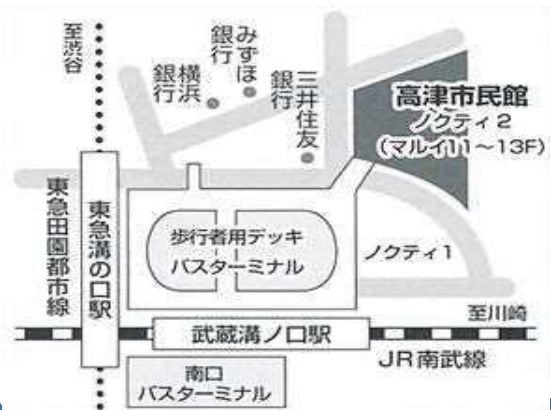 至渋谷
みずほ
銀行
横浜
銀行
三井住友
銀行
高津市民館
ノクティ2
(マルイ11～13F)
東急田園都市線
東急溝の口駅
歩行者用デッキ
バスターミナル
ノクティ1
至川崎
武蔵溝ノ口駅
JR南武線
南口
バスターミナル